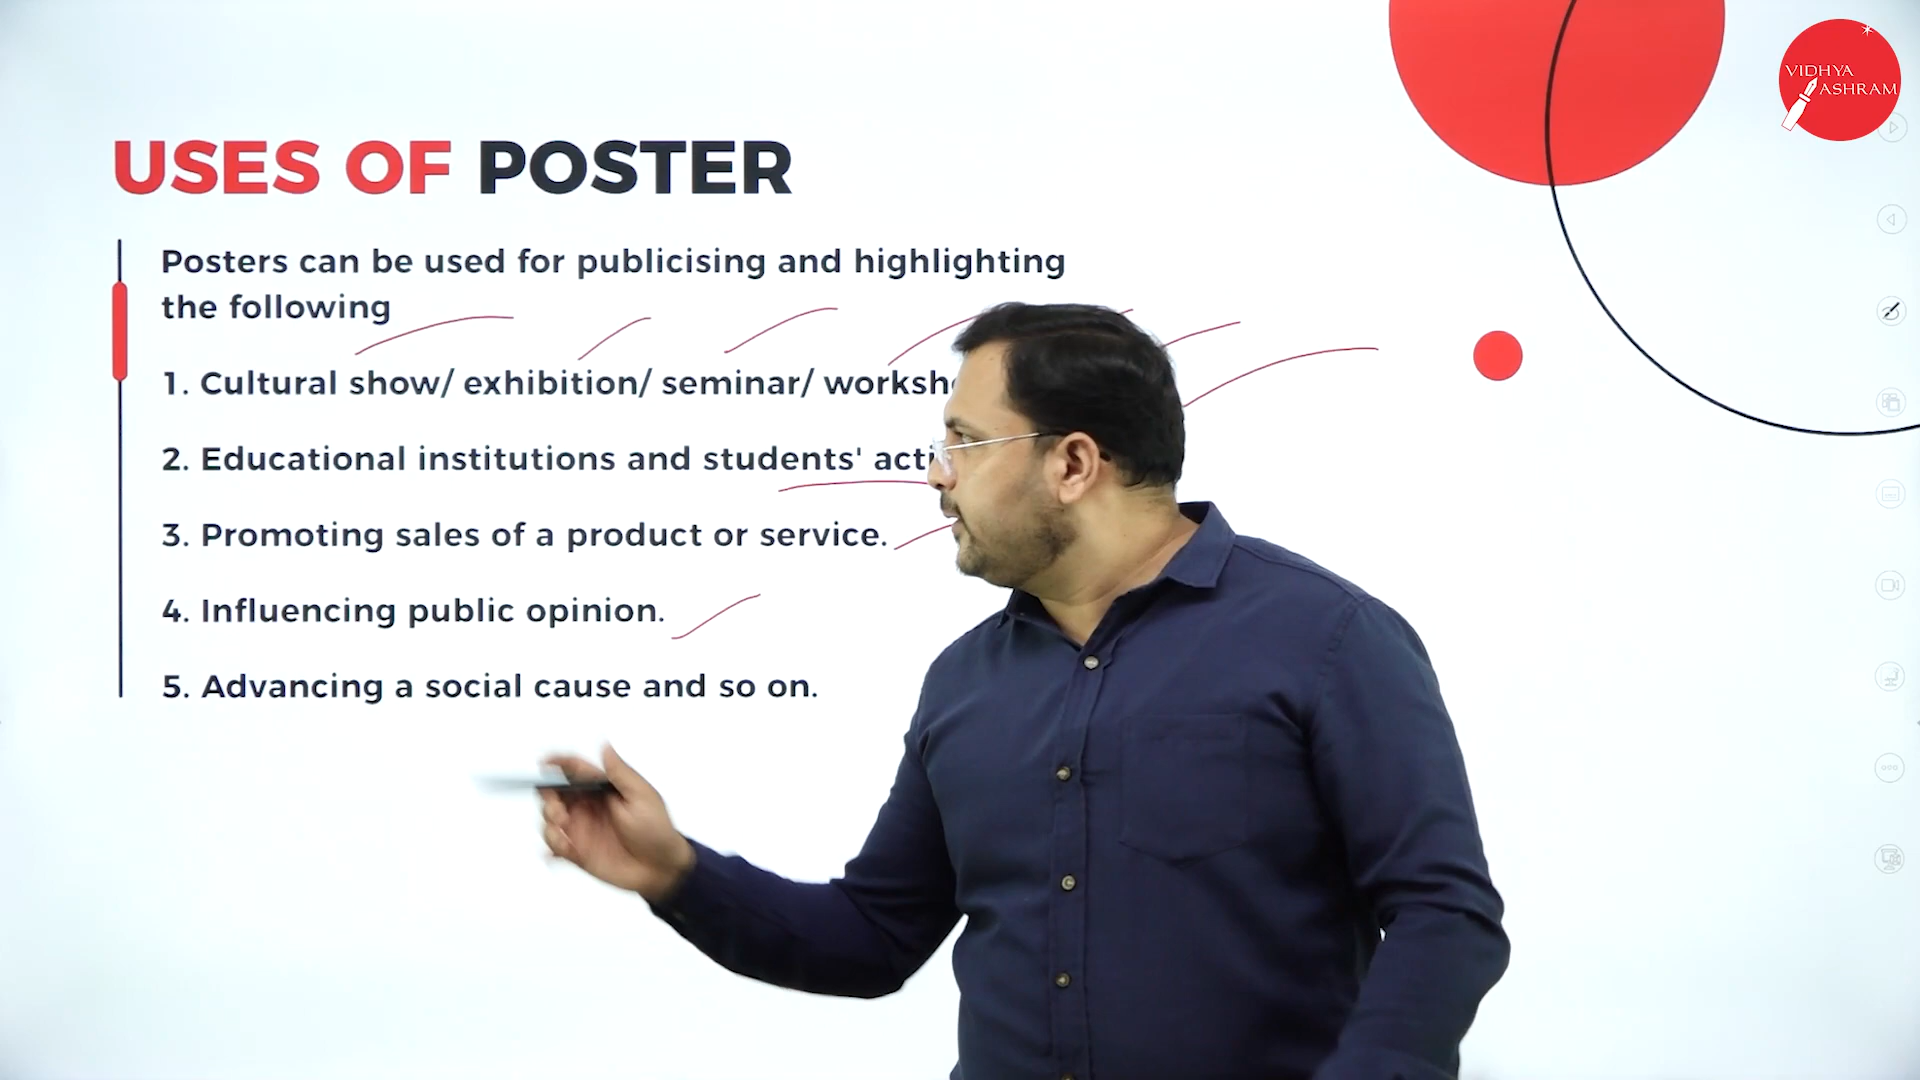 VIDHYA
ASHRAM
USES OF POSTER
Posters can be used for publicising and highlighting
the following
1. Cultural show/ exhibition/ seminar/
2. Educational institutions and students'
3. Promoting sales of a product or service.
4. Influencing public opinion.
5. Advancing a social cause and so on.